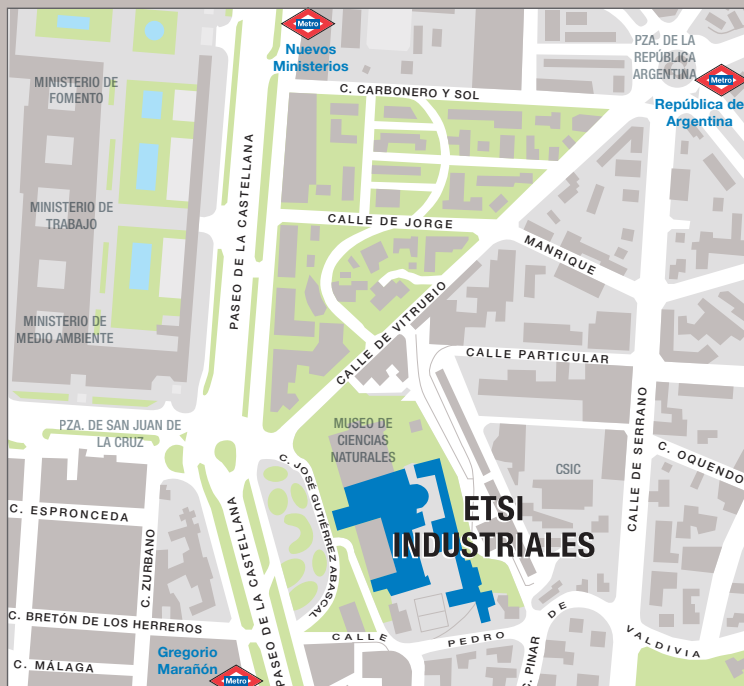 Metro
Nuevos
Ministerios
PZA. DE LA
REPÚBLICA
ARGENTINA
Metro
República de
Argentina
MINISTERIO DE
FOMENTO
C. CARBONERO Y SOL
PASEO DE LA CASTELLANA
MINISTERIO DE
TRABAJO
CALLE DE JORGE
MANRIQUE
MINISTERIO DE
MEDIO AMBIENTE
CALLE DE VITRUBIO
CALLE PARTICULAR
PZA. DE SAN JUAN DE
LA CRUZ
MUSEO DE
CIENCIAS
NATURALES
CALLE DE SERRANO
C. OQUENDO
CSIC
C. JOSÉ GUTIÉRREZ ABASCAL
ETSI
INDUSTRIALES
C. ESPRONCEDA
C. ZURBANO
PASEO DE LA CASTELLANA
C. BRETÓN DE LOS HERREROS
CALLE PEDRO DE VALDIVIA
C. PINAR
Gregorio
Marañón
Metro
C. MÁLAGA